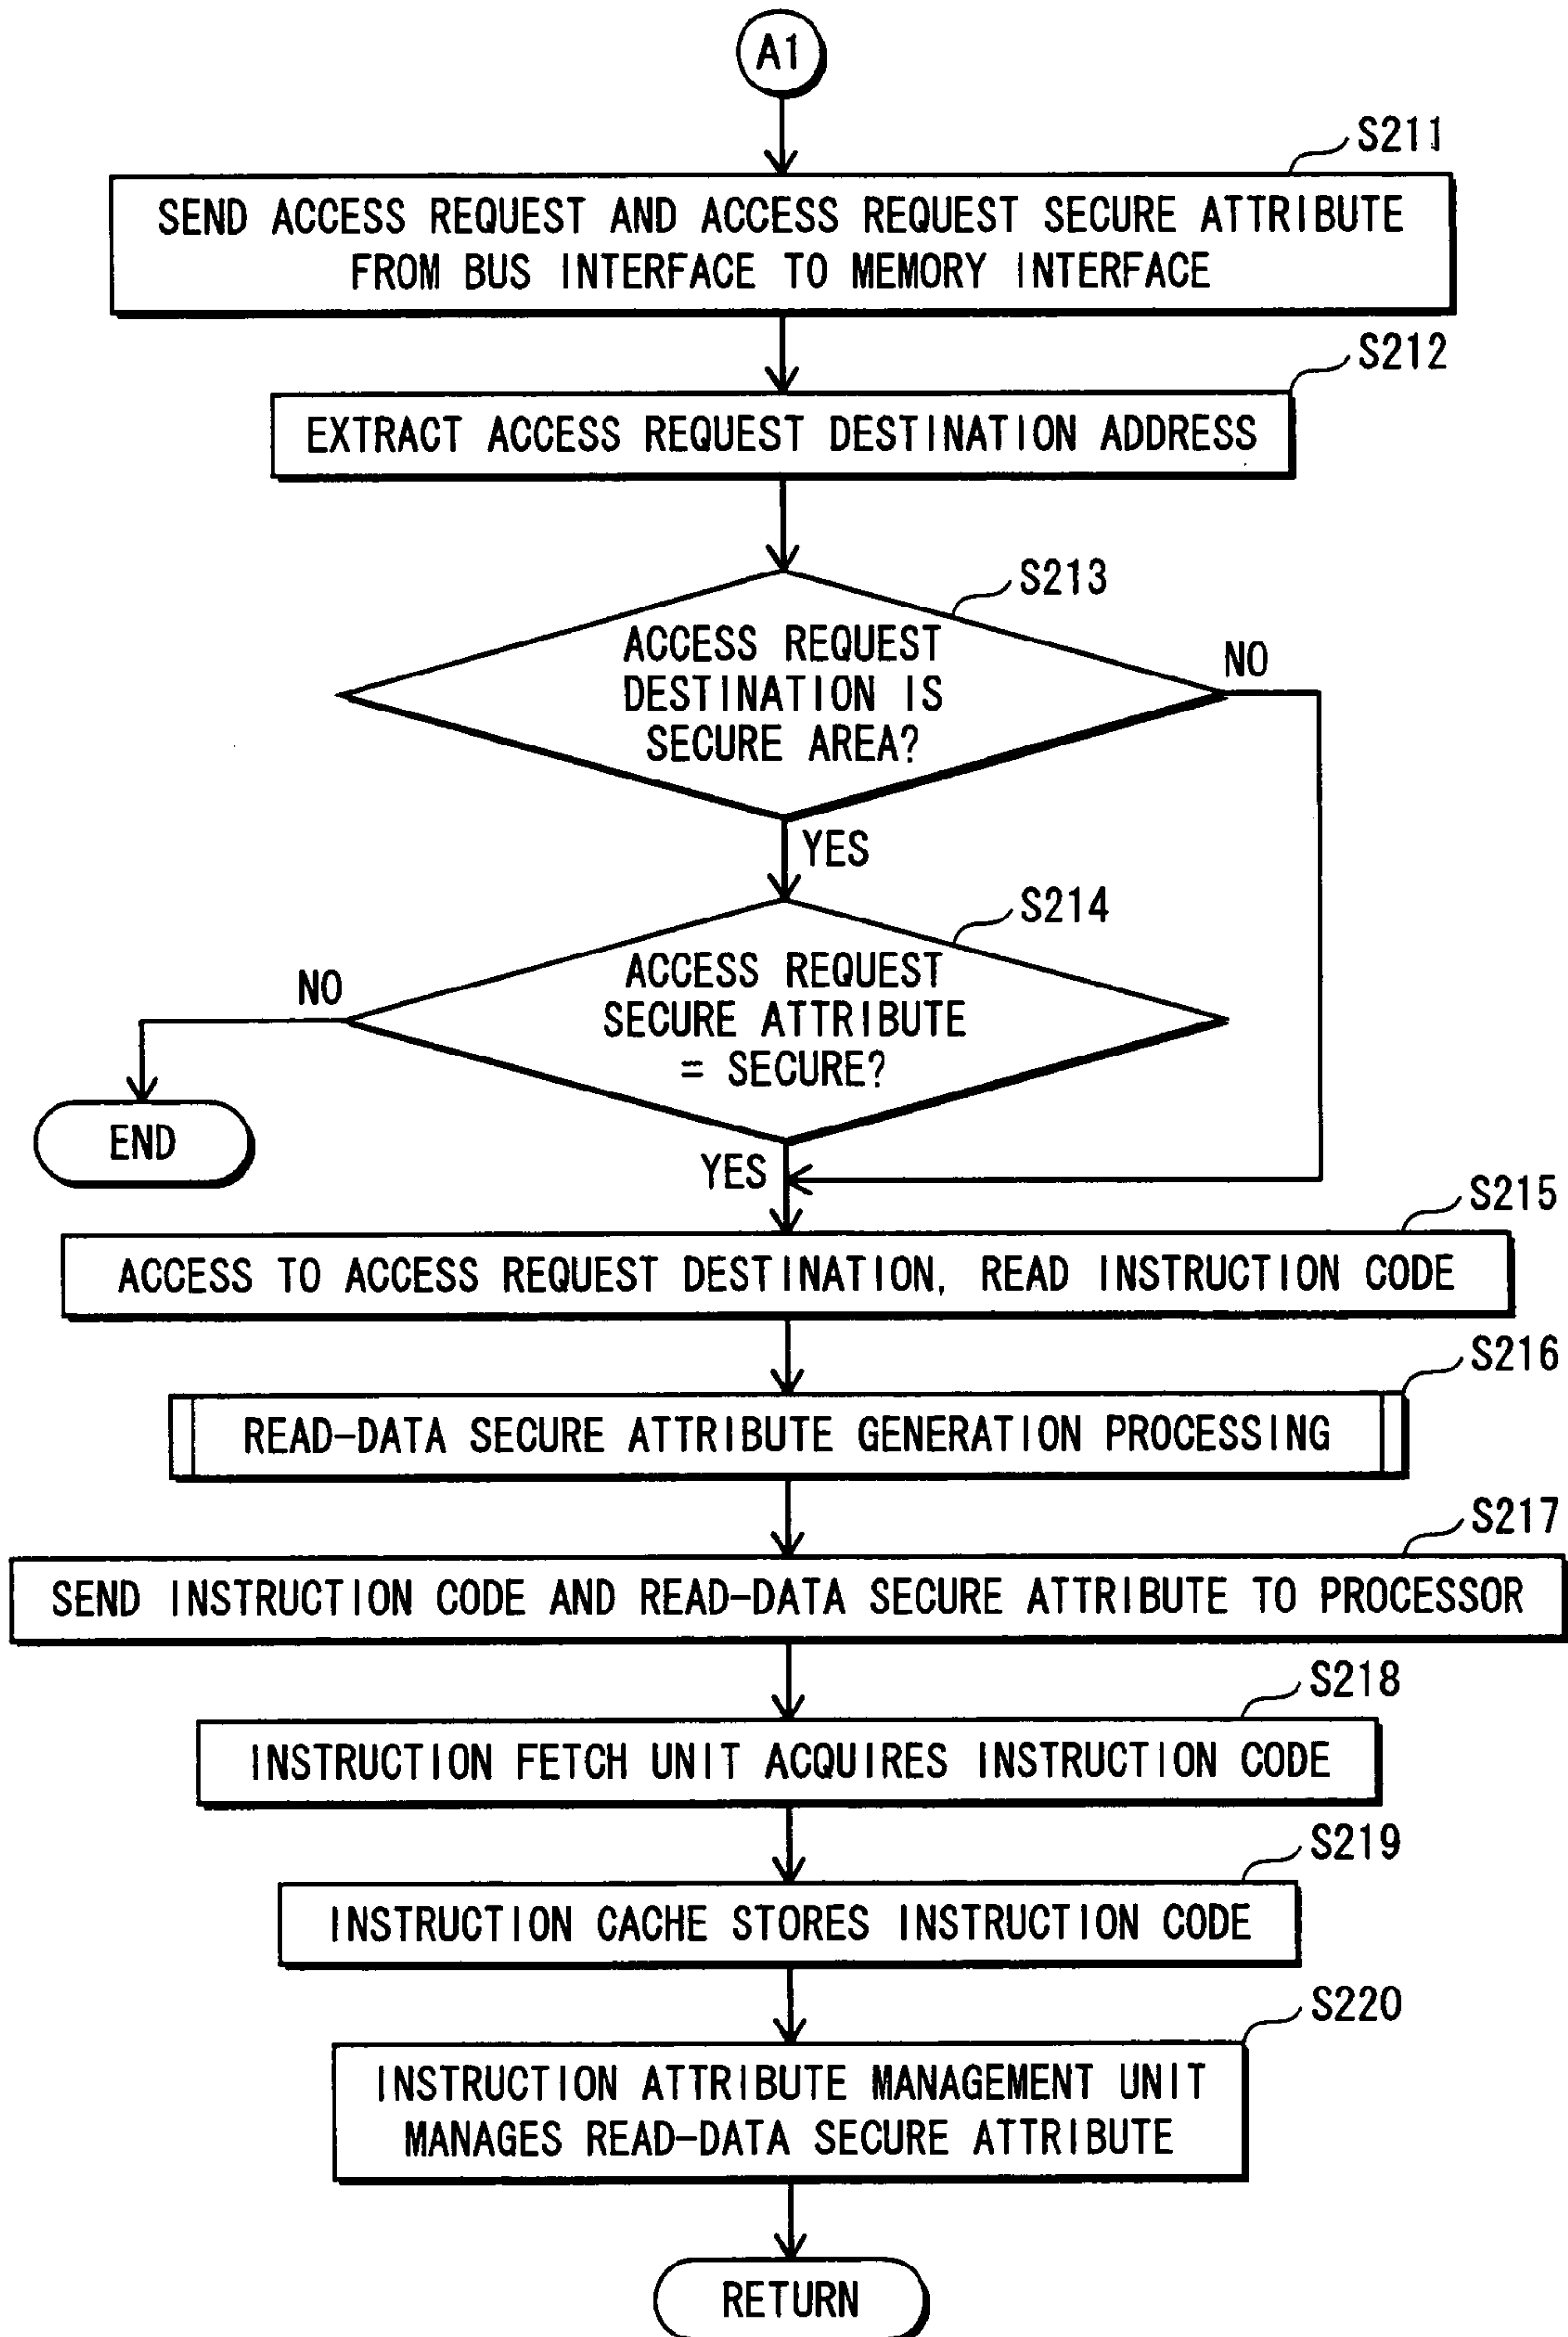 A1
S211
SEND ACCESS REQUEST AND ACCESS REQUEST SECURE ATTRIBUTE
FROM BUS INTERFACE TO MEMORY INTERFACE
S212
EXTRACT ACCESS REQUEST DESTINATION ADDRESS
S213
ACCESS REQUEST
DESTINATION IS
SECURE AREA?
NO
YES
S214
ACCESS REQUEST
SECURE ATTRIBUTE
= SECURE?
NO
END
YES
S215
ACCESS TO ACCESS REQUEST DESTINATION, READ INSTRUCTION CODE
S216
READ-DATA SECURE ATTRIBUTE GENERATION PROCESSING
S217
SEND INSTRUCTION CODE AND READ-DATA SECURE ATTRIBUTE TO PROCESSOR
S218
INSTRUCTION FETCH UNIT ACQUIRES INSTRUCTION CODE
S219
INSTRUCTION CACHE STORES INSTRUCTION CODE
S220
INSTRUCTION ATTRIBUTE MANAGEMENT UNIT
MANAGES READ-DATA SECURE ATTRIBUTE
RETURN